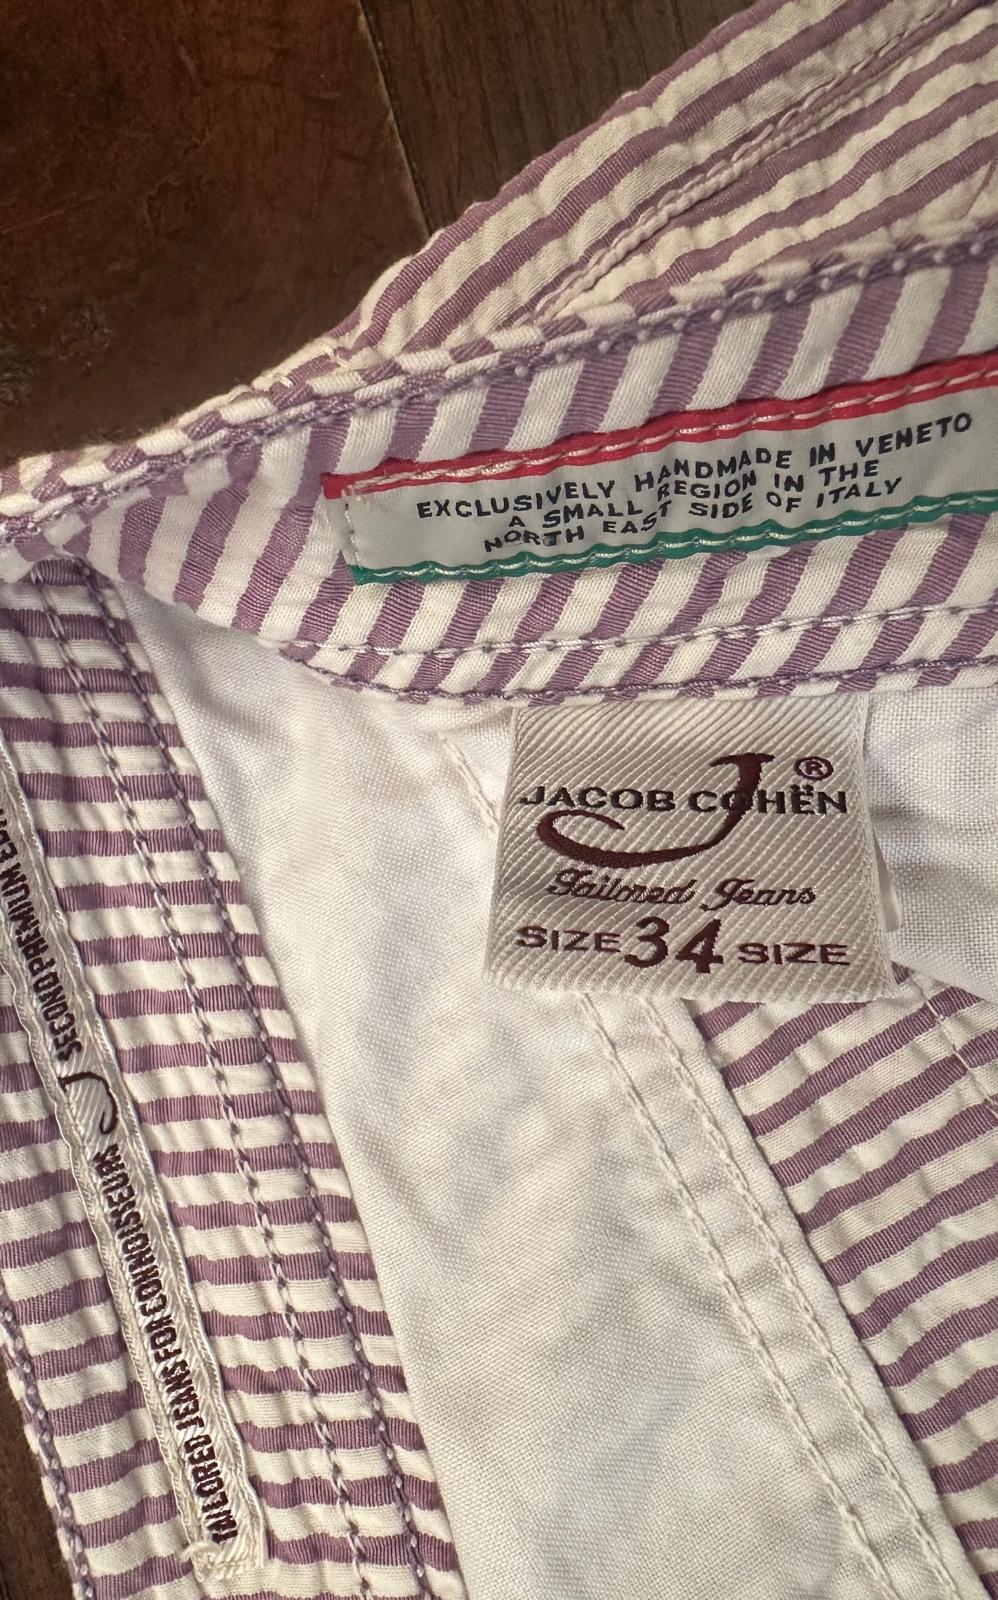 EXCLUSIVELY HANDMADE IN VENETO
A SMALL REGION IN THE
NORTH EAST SIDE OF ITALY
J ®
JACOB COHËN
Tailored Jeans
SIZE 34 SIZE
TAILORED JEANS FOR CONNOISIEURS J SECOND PREMIUM